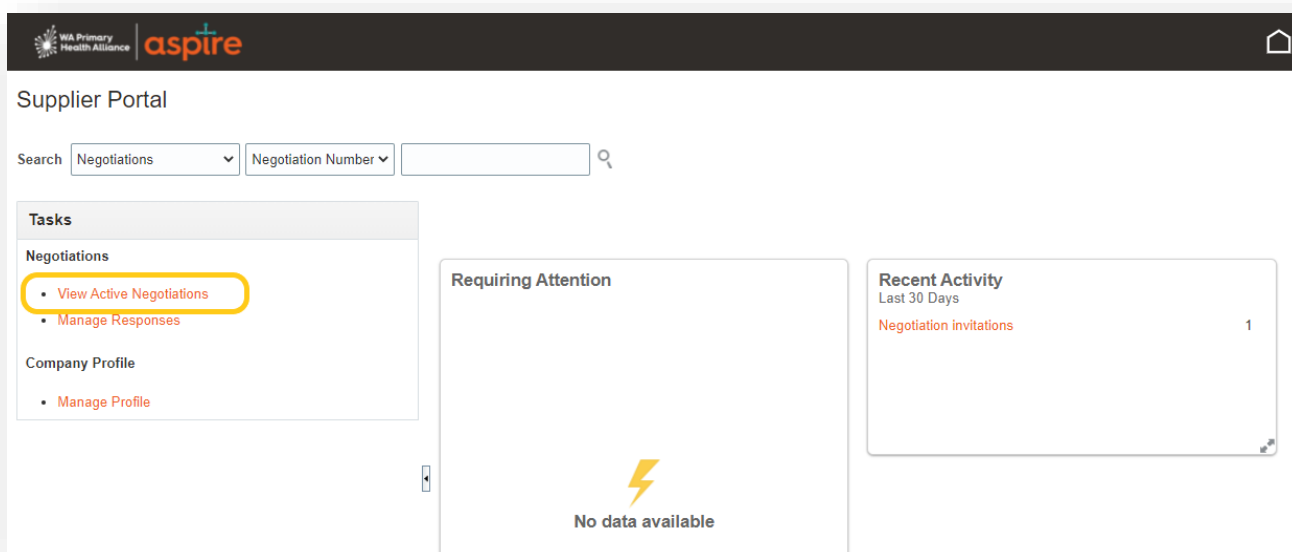 WA Primary
Health Alliance
aspire
Supplier Portal
Search Negotiations Negotiation Number
Tasks
Negotiations
View Active Negotiations
Manage Responses
Company Profile
Manage Profile
Requiring Attention
No data available
Recent Activity
Last 30 Days
Negotiation invitations 1